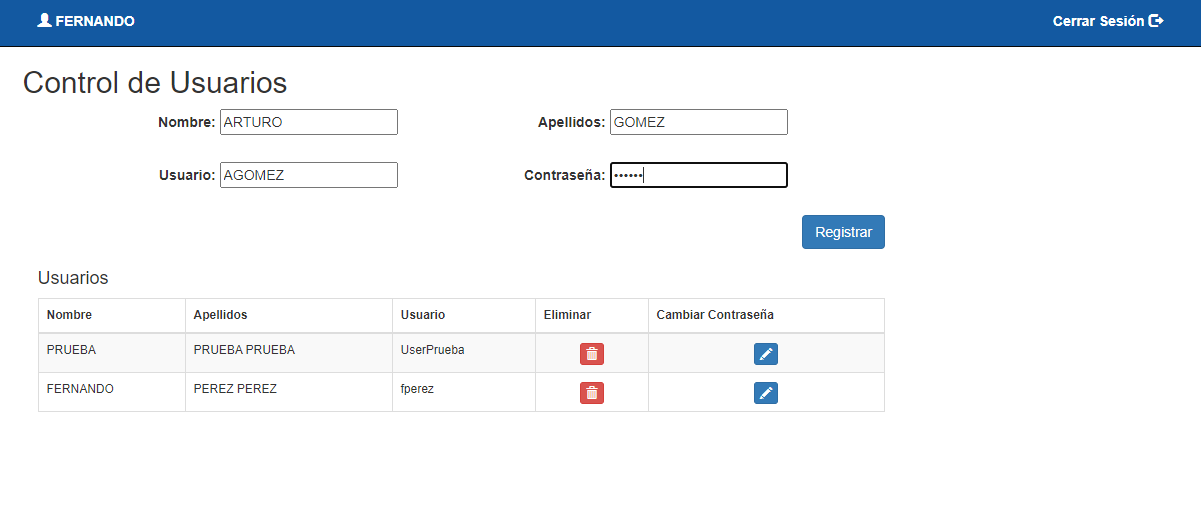 FERNANDO Cerrar Sesión
Control de Usuarios
Nombre: ARTURO Apellidos: GOMEZ
Usuario: AGOMEZ Contraseña: ••••••
Registrar
Usuarios
Nombre Apellidos Usuario Eliminar Cambiar Contraseña
PRUEBA PRUEBA PRUEBA UserPrueba
FERNANDO PEREZ PEREZ fperez